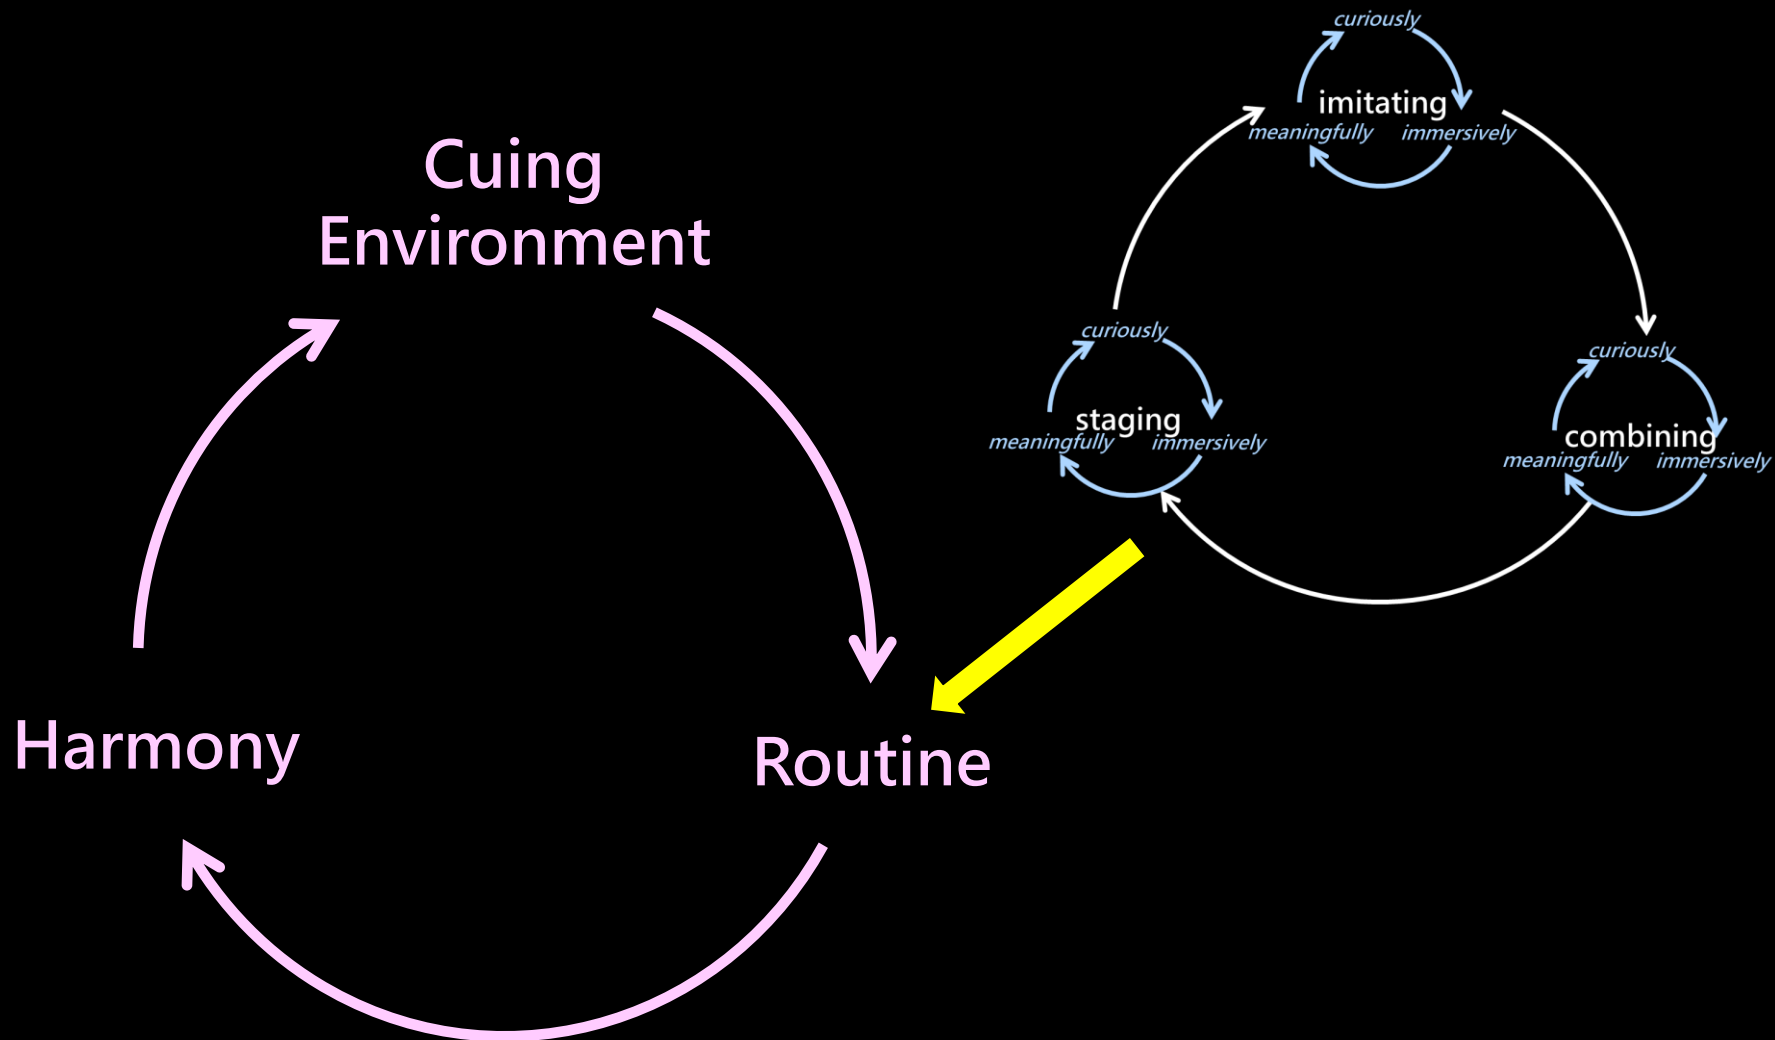 curiously
imitating
meaningfully immersively
Cuing
Environment
curiously
staging
meaningfully immersively
curiously
combining
meaningfully immersively
Harmony
Routine